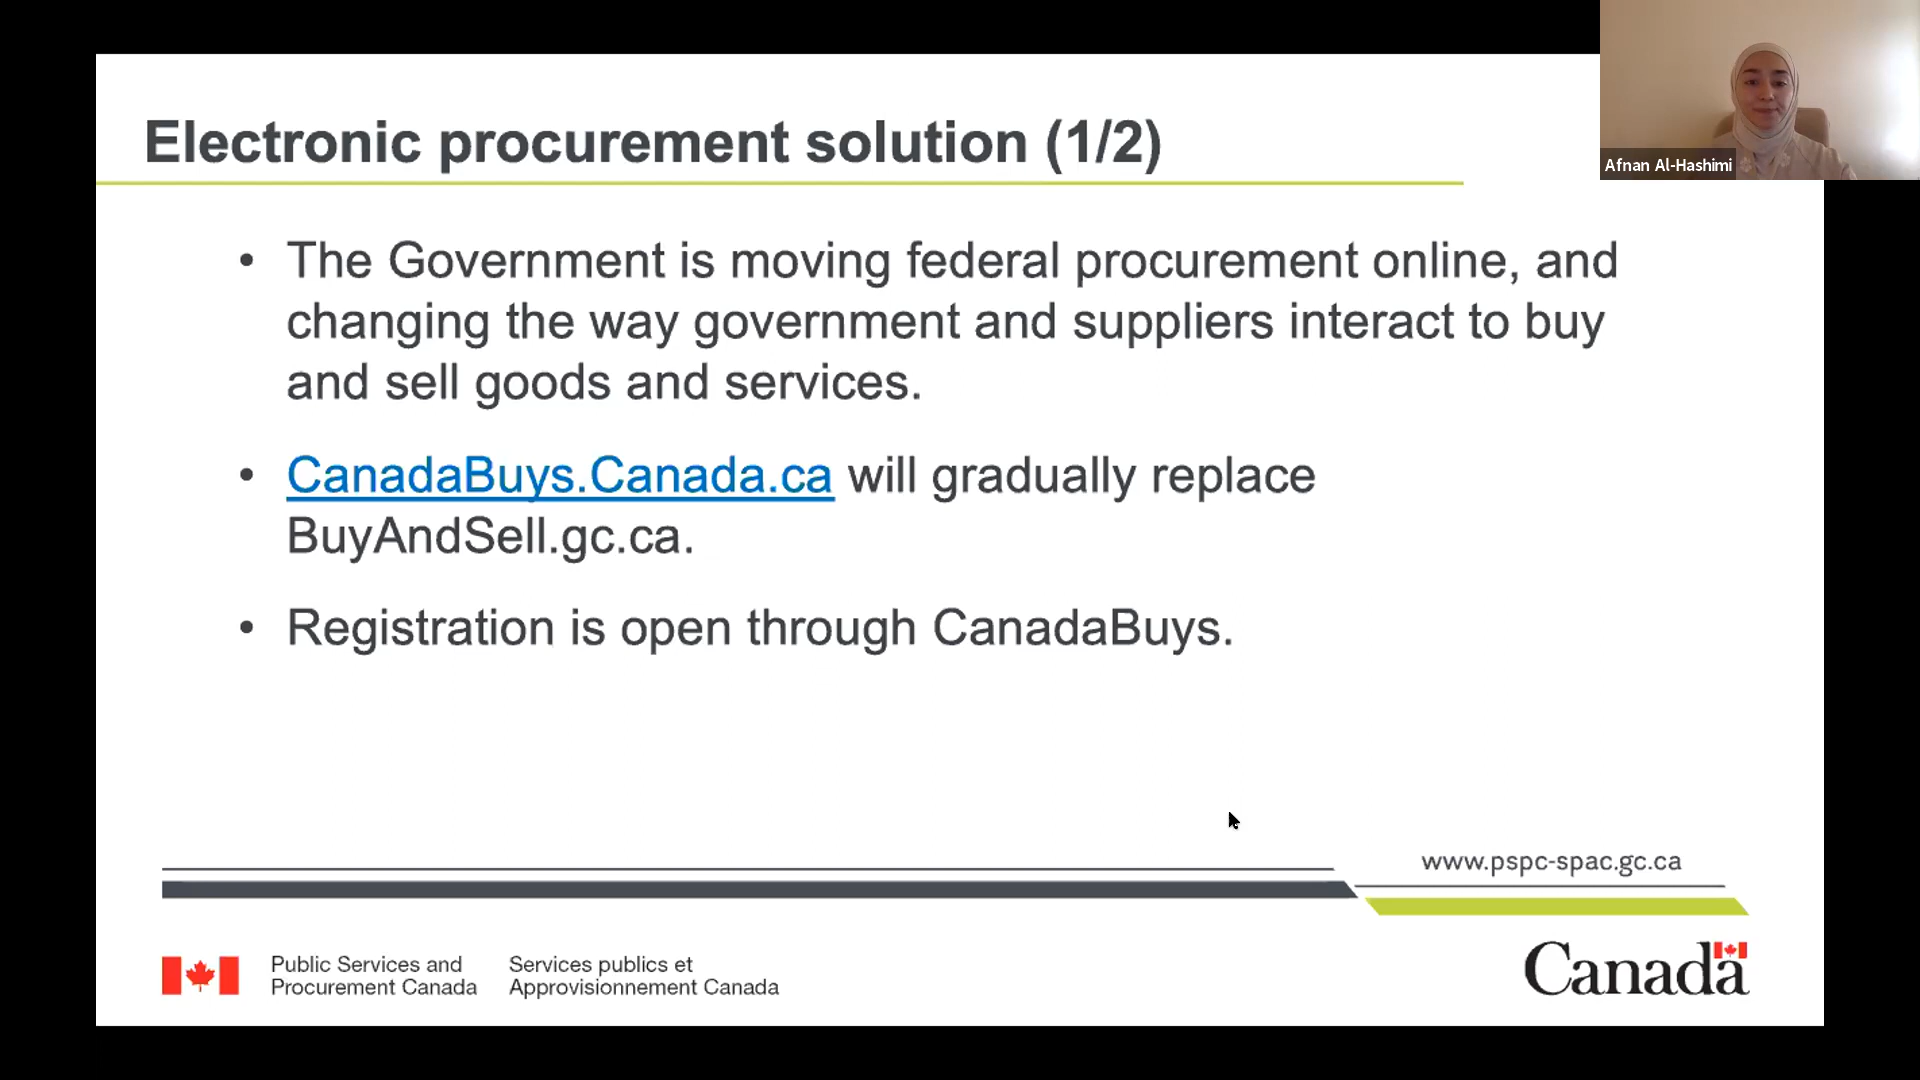 Afnan Al-Hashimi
Electronic procurement solution (1/2)
• The Government is moving federal procurement online, and
changing the way government and suppliers interact to buy
and sell goods and services.
• CanadaBuys.Canada.ca will gradually replace
BuyAndSell.gc.ca.
• Registration is open through CanadaBuys.
www.pspc-spac.gc.ca
Public Services and
Procurement Canada
Services publics et
Approvisionnement Canada
Canada